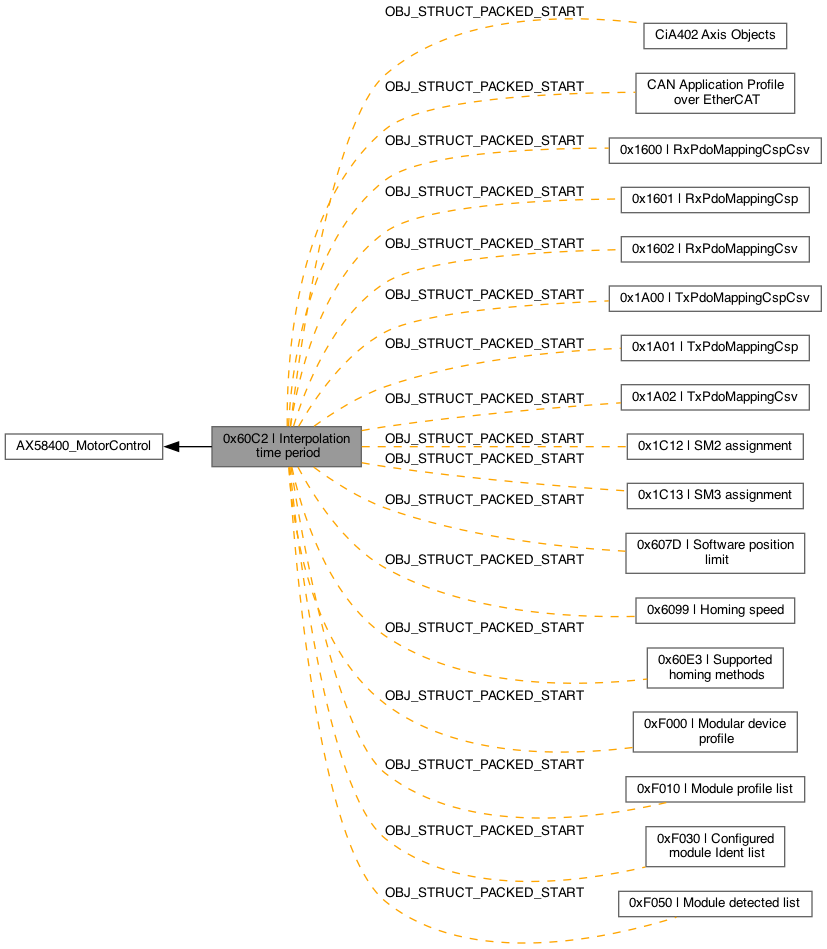 OBJ_STRUCT_PACKED_START
CiA402 Axis Objects
OBJ_STRUCT_PACKED_START
CAN Application Profile
over EtherCAT
OBJ_STRUCT_PACKED_START
0x1600 | RxPdoMappingCspCsv
OBJ_STRUCT_PACKED_START
0x1601 | RxPdoMappingCsp
OBJ_STRUCT_PACKED_START
0x1602 | RxPdoMappingCsv
OBJ_STRUCT_PACKED_START
0x1A00 | TxPdoMappingCspCsv
OBJ_STRUCT_PACKED_START
0x1A01 | TxPdoMappingCsp
OBJ_STRUCT_PACKED_START
0x1A02 | TxPdoMappingCsv
AX58400_MotorControl
0x60C2 | Interpolation
time period
OBJ_STRUCT_PACKED_START
0x1C12 | SM2 assignment
OBJ_STRUCT_PACKED_START
0x1C13 | SM3 assignment
OBJ_STRUCT_PACKED_START
0x607D | Software position
limit
OBJ_STRUCT_PACKED_START
0x6099 | Homing speed
OBJ_STRUCT_PACKED_START
0x60E3 | Supported
homing methods
OBJ_STRUCT_PACKED_START
0xF000 | Modular device
profile
OBJ_STRUCT_PACKED_START
0xF010 | Module profile list
OBJ_STRUCT_PACKED_START
0xF030 | Configured
module Ident list
OBJ_STRUCT_PACKED_START
0xF050 | Module detected list